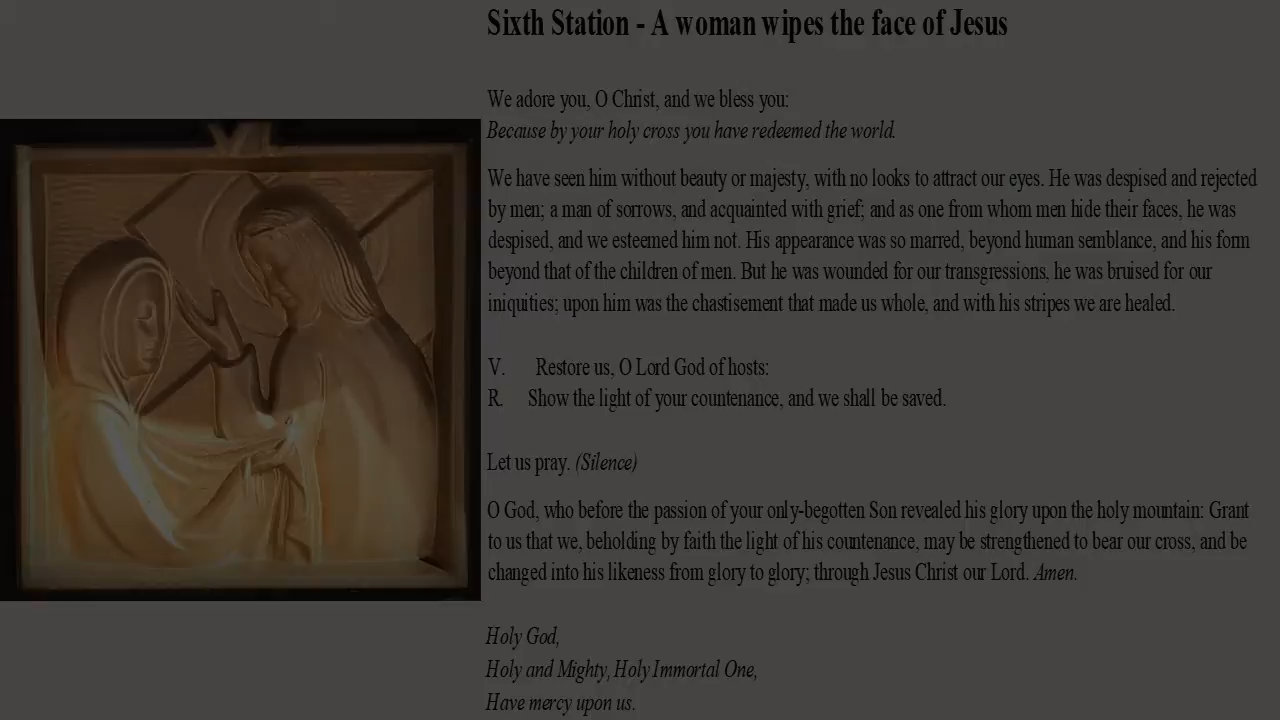 Sixth Station - A woman wipes the face of Jesus
We adore you, O Christ, and we bless you:
Because by your holy cross you have redeemed the world.
We have seen him without beauty or majesty, with no looks to attract our eyes. He was despised and rejected
by men; a man of sorrows, and acquainted with grief; and as one from whom men hide their faces, he was
despised, and we esteemed him not. His appearance was so marred, beyond human semblance, and his form
beyond that of the children of men. But he was wounded for our transgressions, he was bruised for our
iniquities; upon him was the chastisement that made us whole, and with his stripes we are healed.
V. Restore us, O Lord God of hosts:
R. Show the light of your countenance, and we shall be saved.
Let us pray. (Silence)
O God, who before the passion of your only-begotten Son revealed his glory upon the holy mountain: Grant
to us that we, beholding by faith the light of his countenance, may be strengthened to bear our cross, and be
changed into his likeness from glory to glory; through Jesus Christ our Lord. Amen.
Holy God,
Holy and Mighty, Holy Immortal One,
Have mercy upon us.